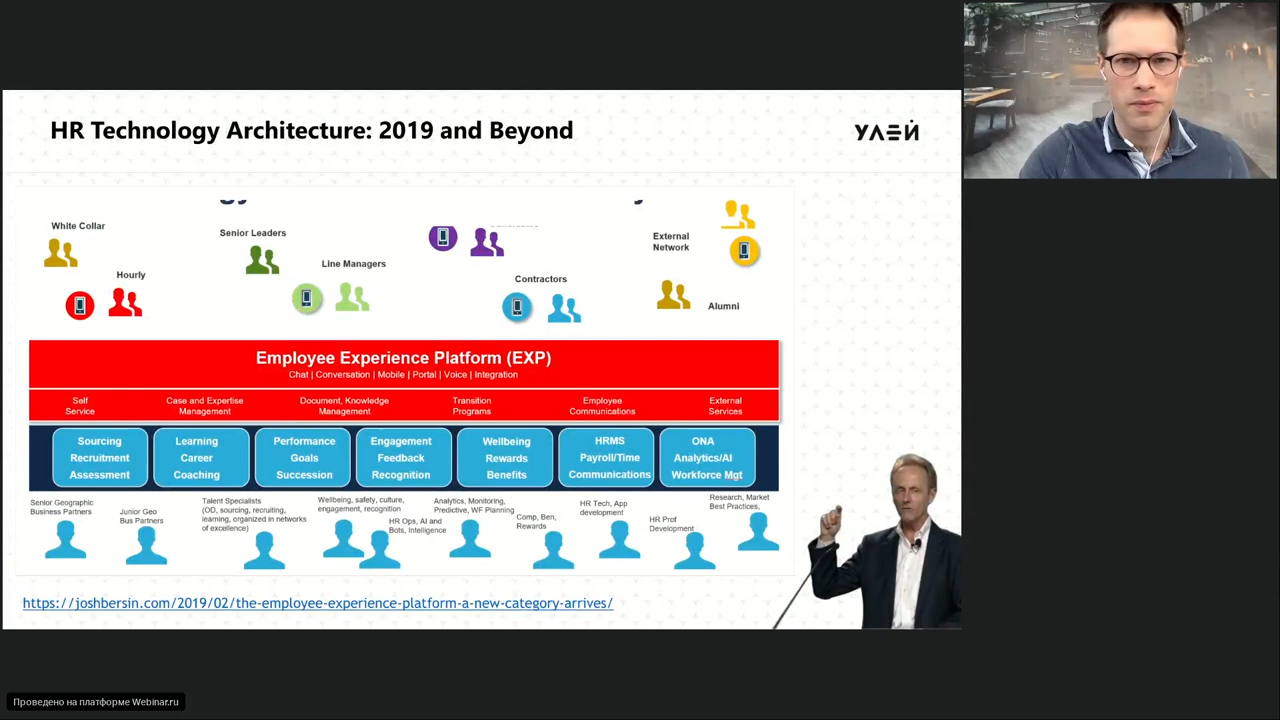 HR Technology Architecture: 2019 and Beyond
УЛЕЙ
White Collar
Senior Leaders
External
Network
Hourly
Line Managers
Contractors
Alumni
Employee Experience Platform (EXP)
Chat | Conversation | Mobile | Portal | Voice | Integration
Self
Service
Case and Expertise
Management
Document, Knowledge
Management
Transition
Programs
Employee
Communications
External
Services
Sourcing
Recruitment
Assessment
Learning
Career
Coaching
Performance
Goals
Succession
Engagement
Feedback
Recognition
Wellbeing
Rewards
Benefits
HRMS
Payroll/Time
Communications
ONA
Analytics/AI
Workforce Mgt
Senior Geographic
Business Partners
Junior Geo
Bus Partners
Talent Specialists
(OD, sourcing, recruiting,
learning, organized in networks
of excellence)
Wellbeing, safety, culture,
engagement, recognition
HR Ops, AI and
Bots, Intelligence
Analytics, Monitoring,
Predictive, WF Planning
Comp, Ben,
Rewards
HR Tech, App
development
HR Prof
Development
Research, Market
Best Practices,
https://joshbersin.com/2019/02/the-employee-experience-platform-a-new-category-arrives/
Проведено на платформе Webinar.ru